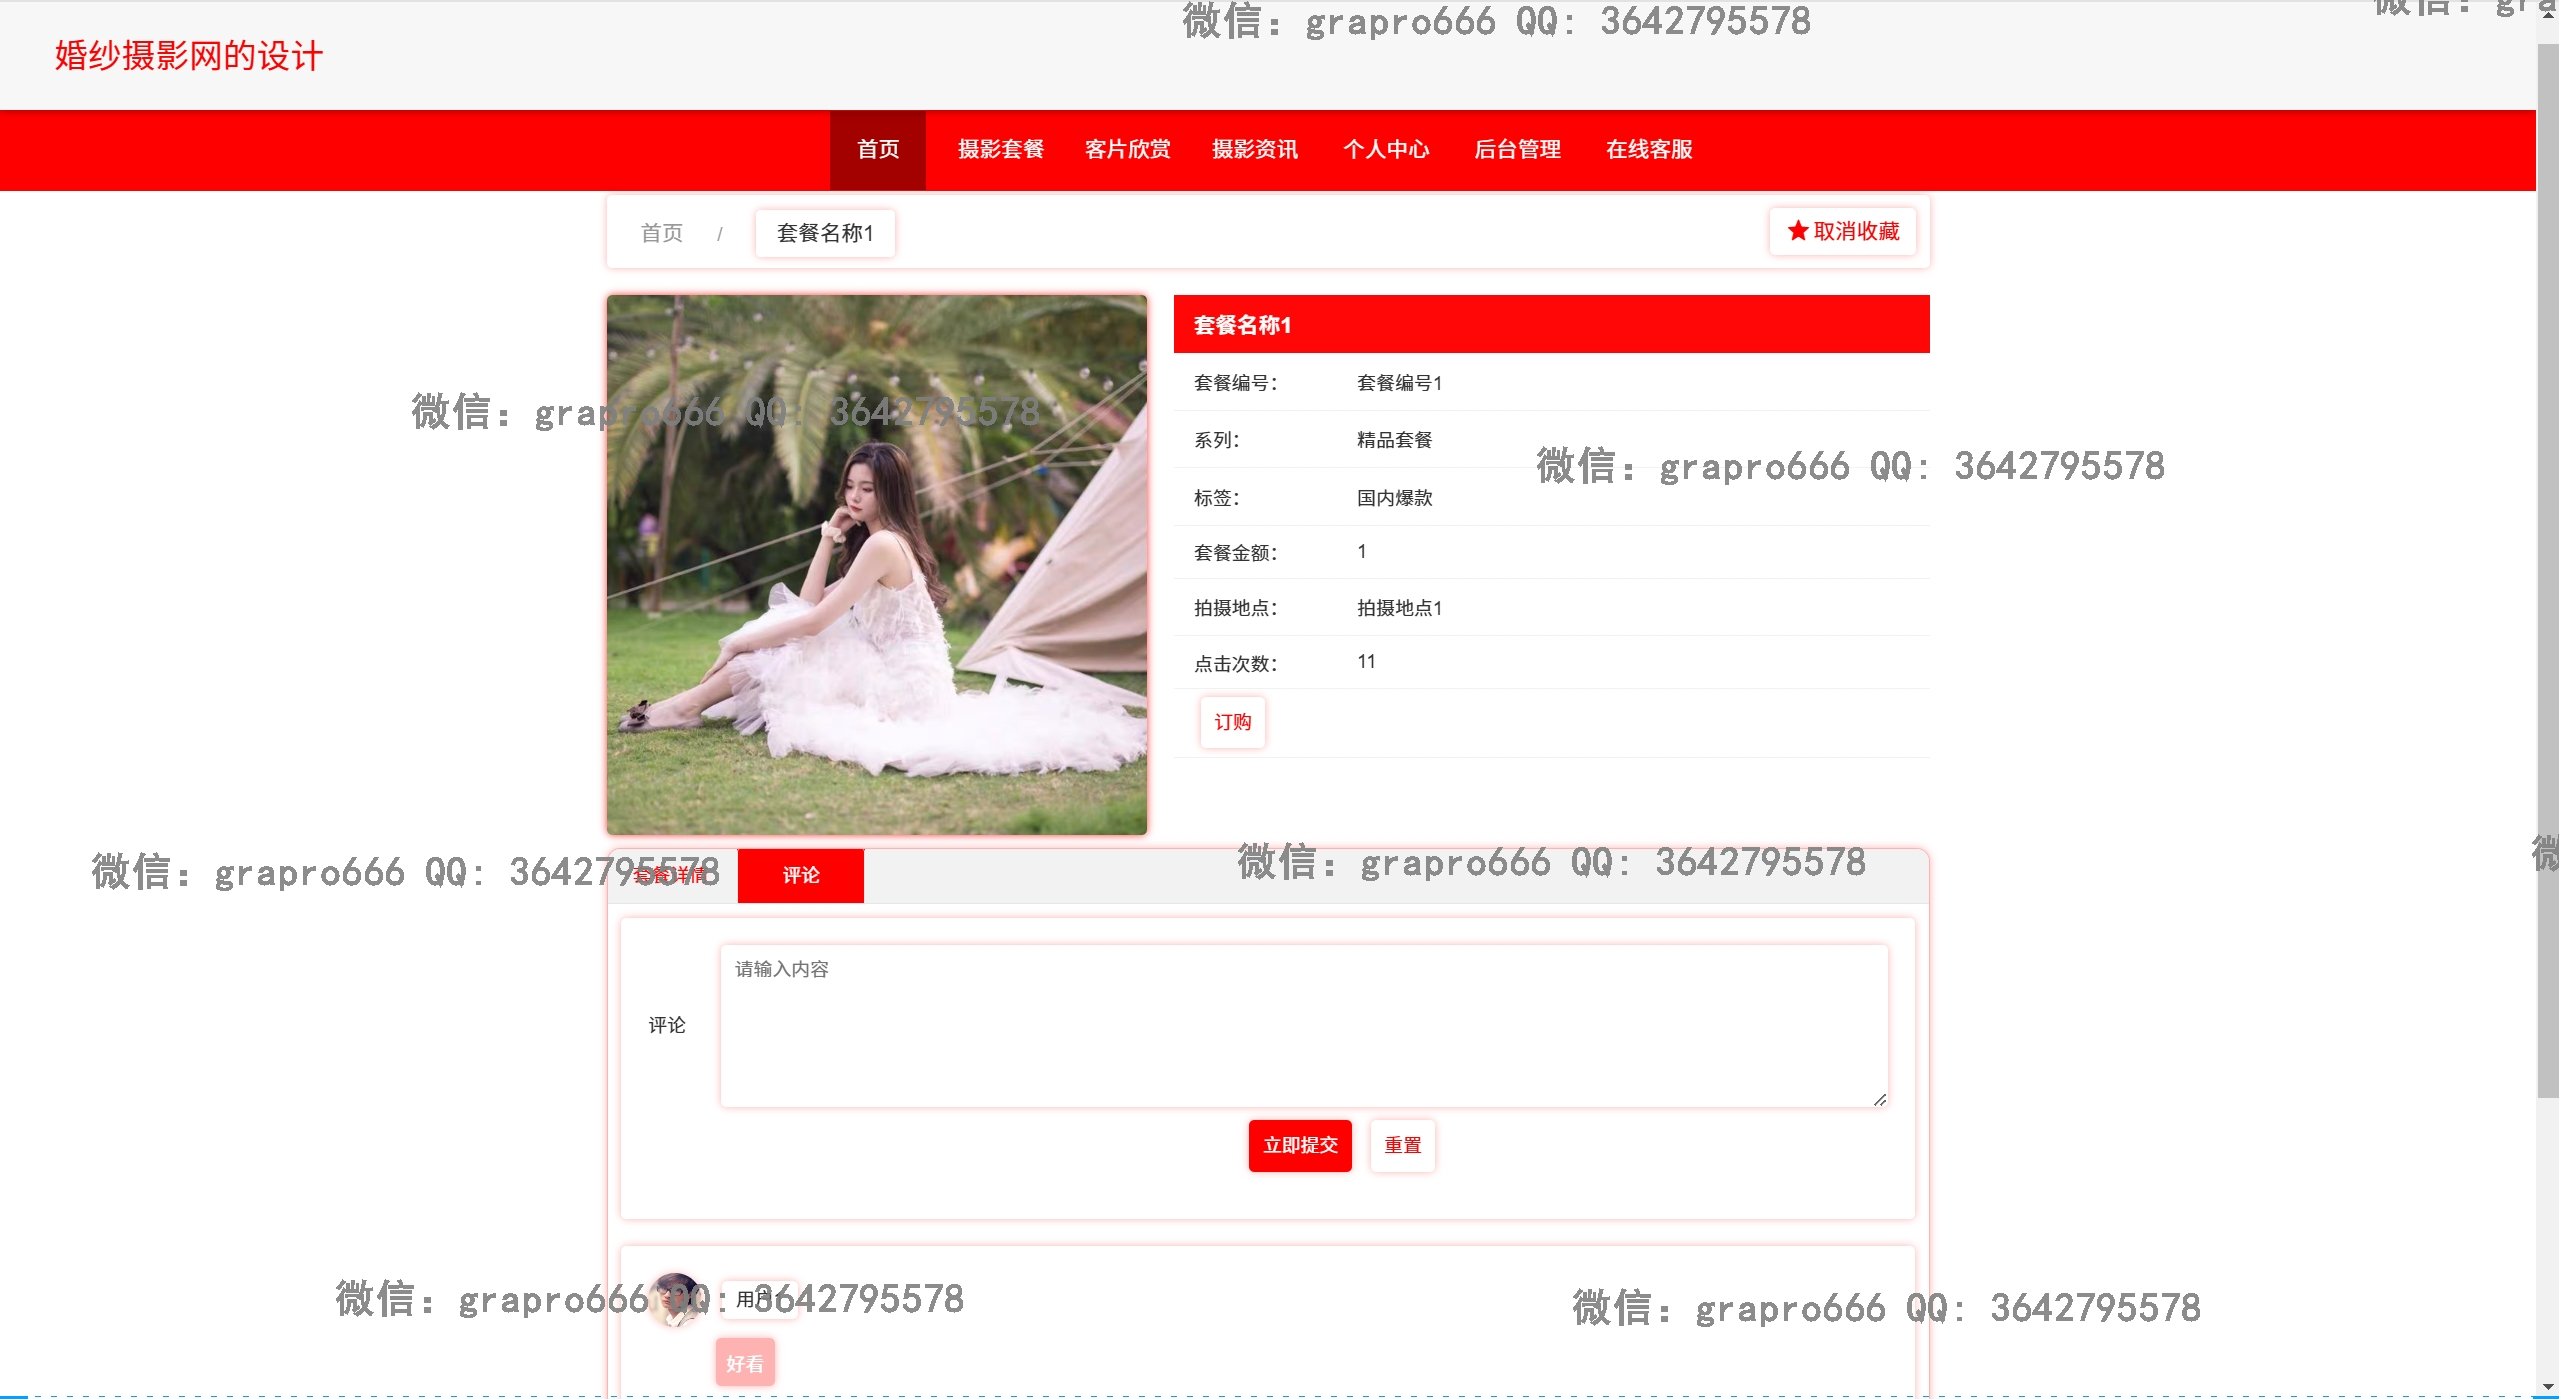 微信：grapro666 QQ: 3642795578
婚纱摄影网的设计
首页 摄影套餐 客片欣赏 摄影资讯 个人中心 后台管理 在线客服
首页 / 套餐名称1 ★取消收藏
套餐名称1
套餐编号： 套餐编号1
微信：grapro666 QQ: 3642795578
系列： 精品套餐
微信：grapro666 QQ: 3642795578
标签： 国内爆款
套餐金额： 1
拍摄地点： 拍摄地点1
点击次数： 11
订购
微信：grapro666 QQ: 3642795578
微信：grapro666 QQ: 3642795578
套餐详情 评论
请输入内容
评论
立即提交 重置
微信：grapro666 QQ: 3642795578
微信：grapro666 QQ: 3642795578
好看